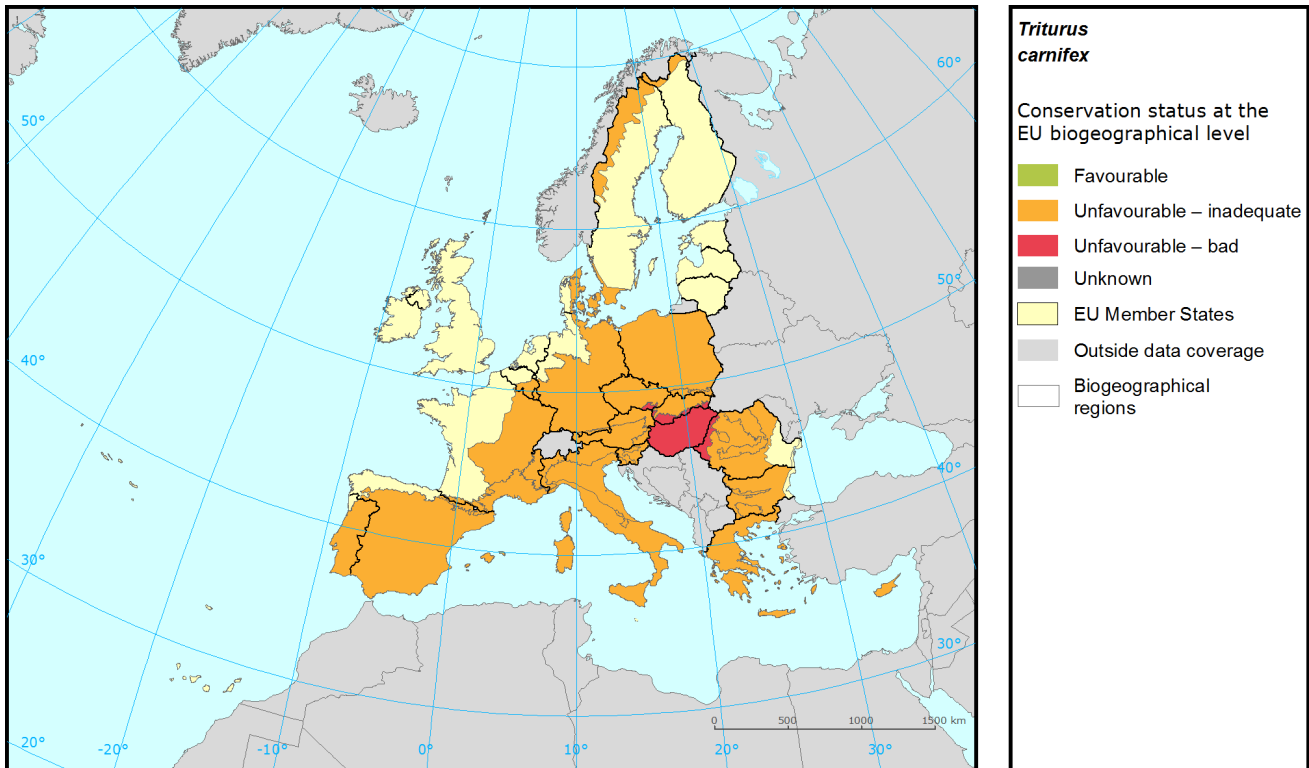 60°
50°
50°
40°
40°
30°
30°
20°
-20°
-10°
0°
10°
20°
30°
0 500 1000 1500 km
Triturus
carnifex
Conservation status at the
EU biogeographical level
Favourable
Unfavourable – inadequate
Unfavourable – bad
Unknown
EU Member States
Outside data coverage
Biogeographical
regions